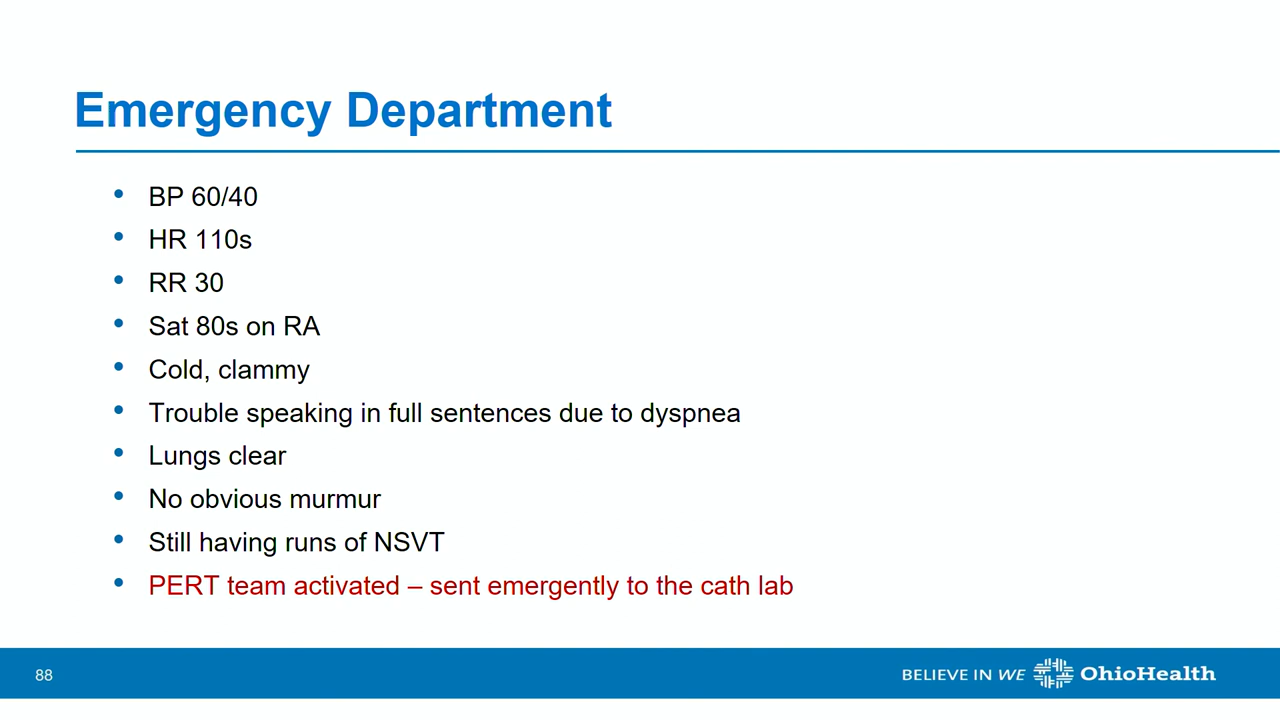 Emergency Department
• BP 60/40
• HR 110s
• RR 30
• Sat 80s on RA
• Cold, clammy
• Trouble speaking in full sentences due to dyspnea
• Lungs clear
• No obvious murmur
• Still having runs of NSVT
• PERT team activated – sent emergently to the cath lab
88
BELIEVE IN WE OhioHealth